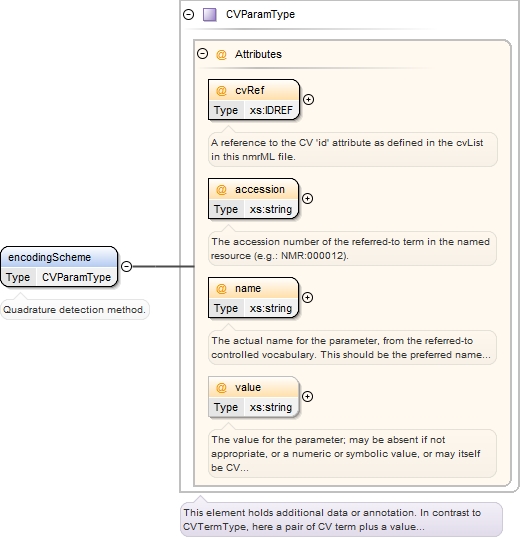 CVParamType
@ Attributes
@ cvRef
Type xs:IDREF
A reference to the CV 'id' attribute as defined in the cvList
in this nmrML file.
@ accession
Type xs:string
The accession number of the referred-to term in the named
resource (e.g.: NMR:000012).
encodingScheme
Type CVParamType
Quadrature detection method.
@ name
Type xs:string
The actual name for the parameter, from the referred-to
controlled vocabulary. This should be the preferred name...
@ value
Type xs:string
The value for the parameter; may be absent if not
appropriate, or a numeric or symbolic value, or may itself
be CV...
This element holds additional data or annotation. In contrast to
CVTermType, here a pair of CV term plus a value...